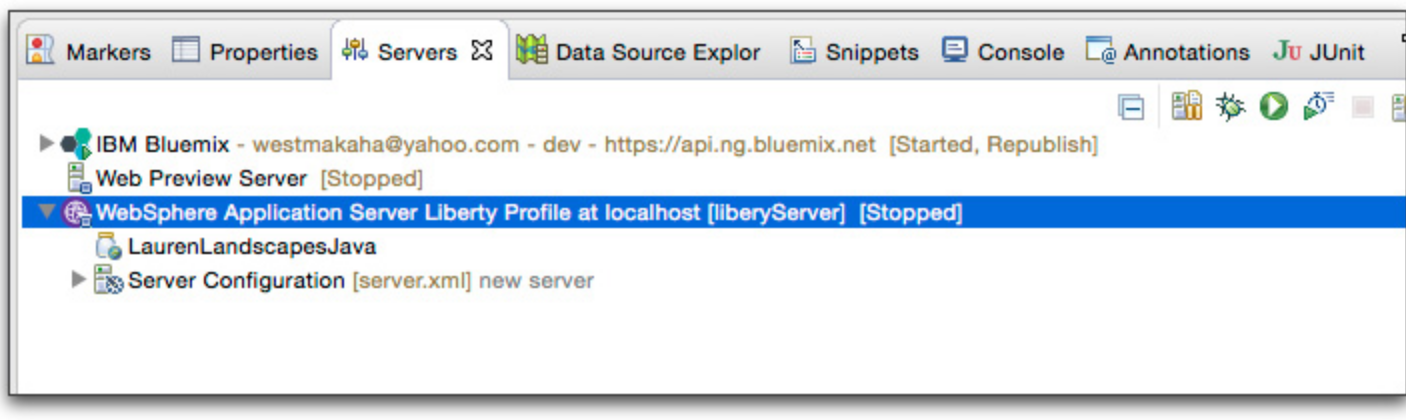 Markers Properties Servers Data Source Explor Snippets Console Annotations Ju JUnit
IBM Bluemix - westmakaha@yahoo.com - dev - https://api.ng.bluemix.net [Started, Republish]
Web Preview Server [Stopped]
WebSphere Application Server Liberty Profile at localhost [liberyServer] [Stopped]
LaurenLandscapesJava
Server Configuration [server.xml] new server